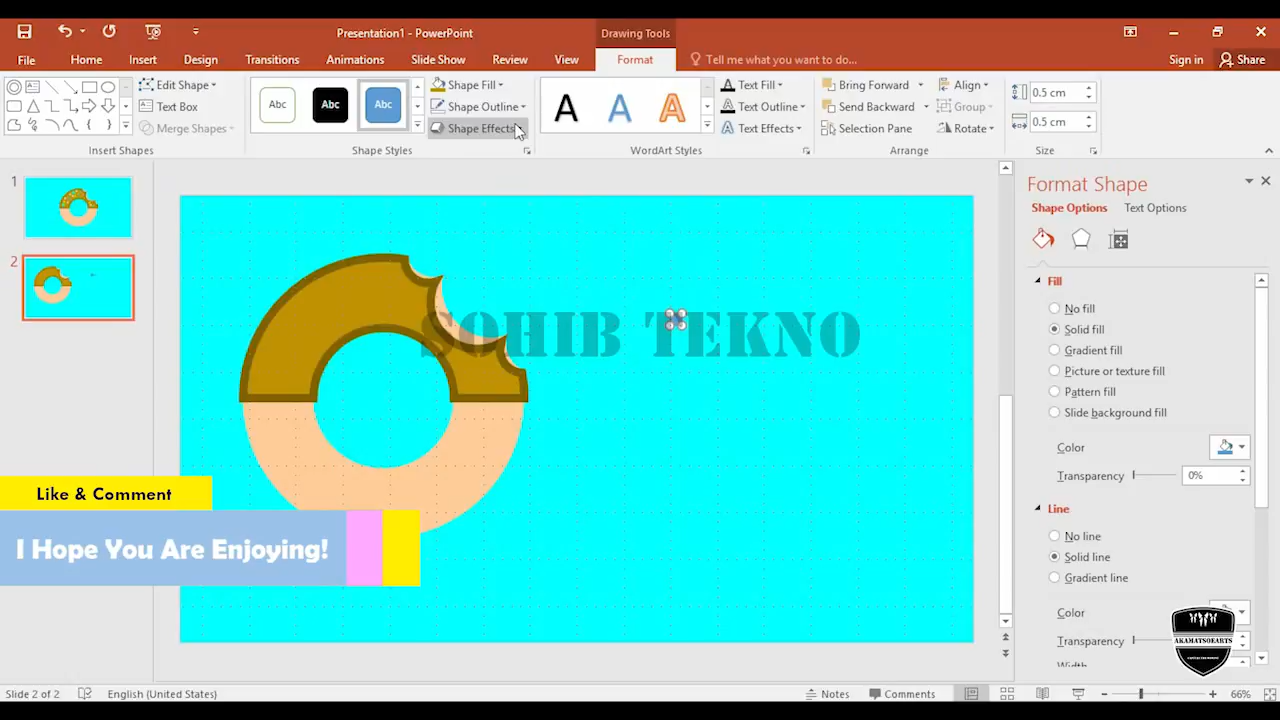 Presentation1 - PowerPoint
Drawing Tools
File
Home
Insert
Design
Transitions
Animations
Slide Show
Review
View
Format
Tell me what you want to do...
Sign in
Share
Edit Shape
Text Box
Merge Shapes
Insert Shapes
Abc
Abc
Abc
Shape Fill
Shape Outline
Shape Effects
Shape Styles
A
A
A
Text Fill
Text Outline
Text Effects
WordArt Styles
Bring Forward
Send Backward
Selection Pane
Align
Group
Rotate
Arrange
0.5 cm
0.5 cm
Size
1
2
SOHIB TEKNO
Like & Comment
I Hope You Are Enjoying!
Format Shape
Shape Options
Text Options
Fill
No fill
Solid fill
Gradient fill
Picture or texture fill
Pattern fill
Slide background fill
Color
Transparency
0%
Line
No line
Solid line
Gradient line
Color
Transparency
Width
AKAHATSOEARTS
Slide 2 of 2
English (United States)
Notes
Comments
66%